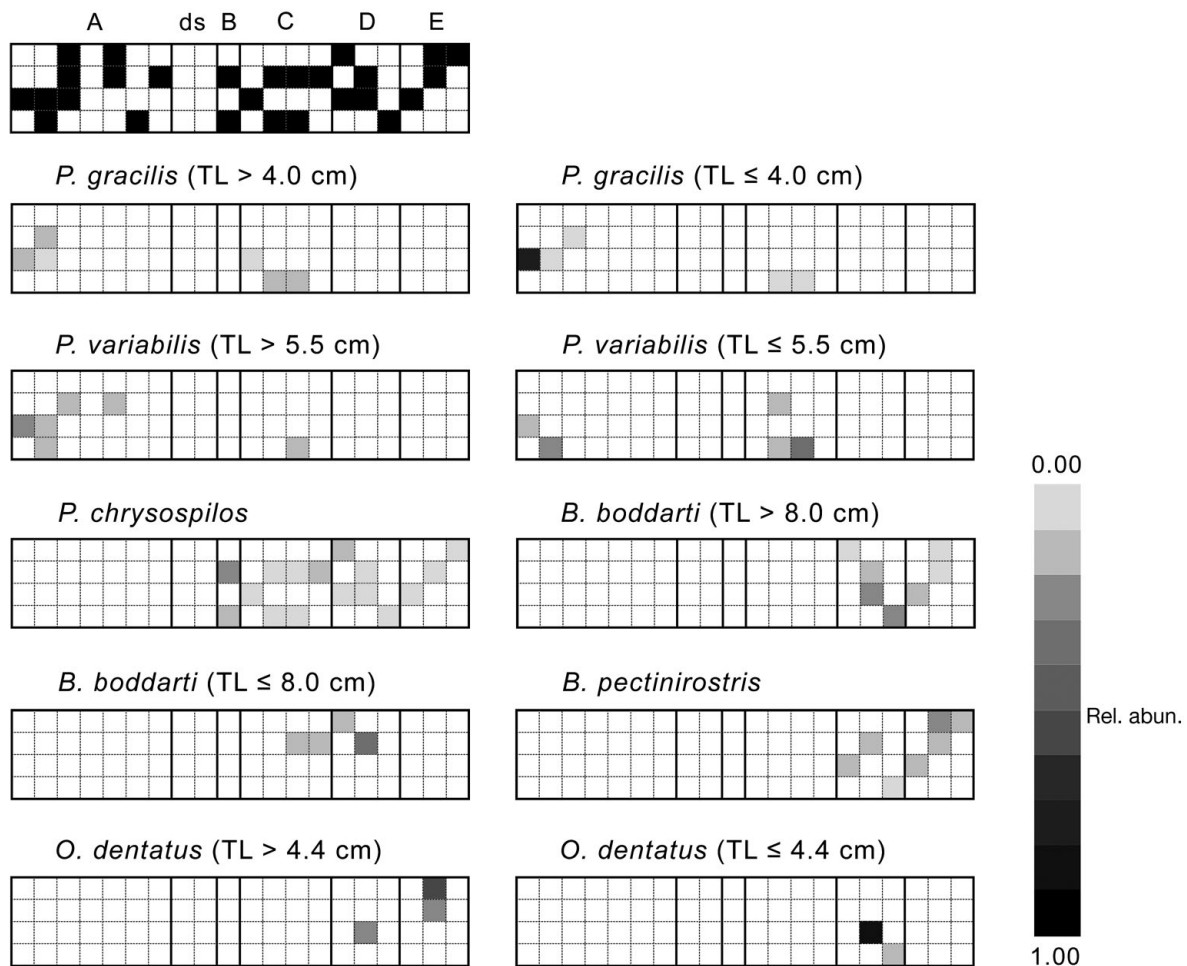 A ds B C D E
P. gracilis (TL > 4.0 cm) P. gracilis (TL ≤ 4.0 cm)
P. variabilis (TL > 5.5 cm) P. variabilis (TL ≤ 5.5 cm)
0.00
P. chrysospilos B. boddarti (TL > 8.0 cm)
B. boddarti (TL ≤ 8.0 cm) B. pectinirostris
Rel. abun.
O. dentatus (TL > 4.4 cm) O. dentatus (TL ≤ 4.4 cm)
1.00